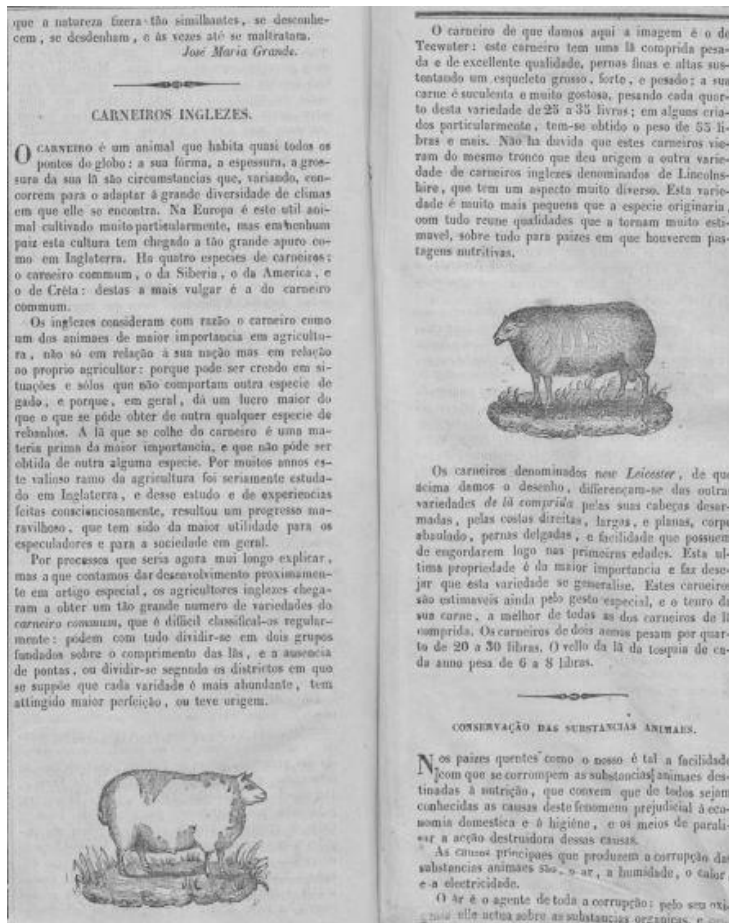 que a natureza fizera tão similhantes, se desconhe-
cem, se desdenham, e ás vezes até se maltratam.
José Maria Grande.
CARNEIROS INGLEZES.
O CARNEIRO é um animal que habita quasi todos os
pontos do globo: a sua fórma, a espessura, a gros-
sura da sua lã são circumstancias que, variando, con-
correm para o adaptar á grande diversidade de climas
em que elle se encontra. Na Europa é este util ani-
mal cultivado muito particularmente, mas em nenhum
paiz esta cultura tem chegado a tão grande apuro co-
mo em Inglaterra. Ha quatro especies de carneiros:
o carneiro commum, o da Siberia, o da America, e
o de Créta: destas a mais vulgar é a do carneiro
commum.
Os inglezes consideram com razão o carneiro como
um dos animaes de maior importancia em agricultu-
ra, não só em relação á sua nação mas em relação
ao proprio agricultor: porque póde ser creado em si-
tuações e sólos que não comportam outra especie de
gado, e porque, em geral, dá um lucro maior do
que o que se póde obter de outra qualquer especie de
rebanhos. A lã que se colhe do carneiro é uma ma-
teria prima da maior importancia, e que não póde ser
obtida de outra alguma especie. Por muitos annos es-
te valioso ramo da agricultura foi seriamente estuda-
do em Inglaterra, e desse estudo e de experiencias
feitas conscienciosamente, resultou um progresso ma-
ravilhoso, que tem sido da maior utilidade para os
especuladores e para a sociedade em geral.
Por processos que seria agora mui longo explicar,
mas a que contamos dar desenvolvimento proximamen-
te em artigo especial, os agricultores inglezes chega-
ram a obter um tão grande numero de variedades do
carneiro commum, que é difficil classifical-os regular-
mente: pódem com tudo dividir-se em dois grupos
fundados sobre o comprimento das lãs, e a ausencia
de pontas, ou dividir-se segundo os districtos em que
se suppõe que cada varidade é mais abundante, tem
attingido maior perfeição, ou teve origem.
O carneiro de que damos aqui a imagem é o de
Teewater: este carneiro tem uma lã comprida pesa-
da e de excellente qualidade, pernas finas e altas sus-
tentando um esqueleto grosso, forte, e pesado; a sua
carne é suculenta e muito gostosa, pesando cada quar-
to desta variedade de 25 a 35 livras; em alguns cria-
dos particularmente, tem-se obtido o peso de 55 li-
bras e mais. Não ha duvida que estes carneiros vie-
ram do mesmo tronco que deu origem a outra varie-
dade de carneiros inglezes denominados de Lincolns-
hire, que tem um aspecto muito diverso. Esta varie-
dade é muito mais pequena que a especie originaria,
com tudo reune qualidades que a tornam muito esti-
mavel, sobre tudo para paizes em que houverem pas-
tagens nutritivas.
Os carneiros denominados new Leicester, de que
ácima damos o desenho, differençam-se das outras
variedades de lã comprida pelas suas cabeças desar-
madas, pelas costas direitas, largas, e planas, corpo
abaulado, pernas delgadas, e facilidade que possuem
de engordarem logo nas primeiras edades. Esta ul-
tima propriedade é da maior importancia e faz dese-
jar que esta variedade se generalise. Estes carneiros
são estimaveis ainda pelo gesto especial, e o tenro da
sua carne, a melhor de todas as dos carneiros de lã
comprida. Os carneiros de dois annos pesam por quar-
to de 20 a 30 libras. O vello da lã da tosquia de ca-
da anno pesa de 6 a 8 libras.
CONSERVAÇÃO DAS SUBSTANCIAS ANIMAES.
Nos paizes quentes como o nosso é tal a facilidade
com que se corrompem as substancias animaes des-
tinadas á nutrição, que convem que de todos sejam
conhecidas as causas deste fenomeno prejudicial á eco-
nomia domestica e á higiéne, e os meios de parali-
sar a acção destruidora dessas causas.
As causas principaes que produzem a corrupção das
substancias animaes são, o ar, a humidade, o calor,
e a electricidade.
O ar é o agente de toda a corrupção: pelo seu oxi-
elle actua sobre as substancias organicas,